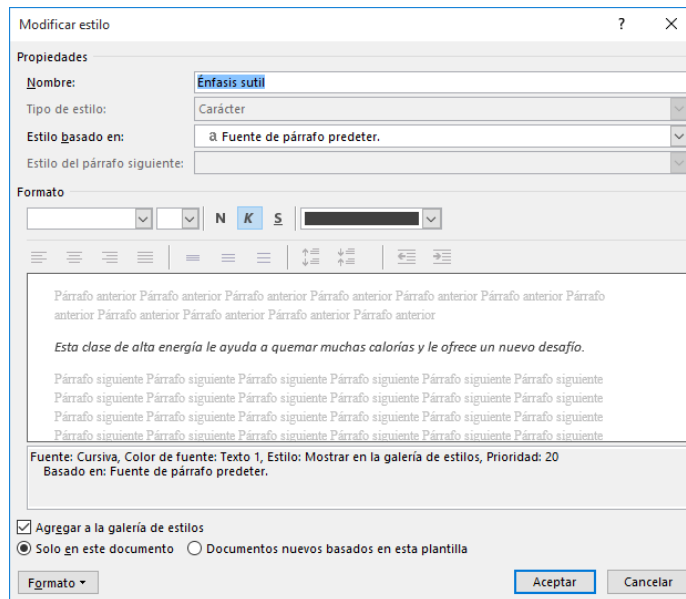 Modificar estilo ? ×
Propiedades
Nombre: Énfasis sutil
Tipo de estilo: Carácter
Estilo basado en: a Fuente de párrafo predeter.
Estilo del párrafo siguiente:
Formato
N K S
Párrafo anterior Párrafo anterior Párrafo anterior Párrafo anterior Párrafo anterior Párrafo anterior Párrafo
anterior Párrafo anterior Párrafo anterior Párrafo anterior Párrafo anterior
Esta clase de alta energía le ayuda a quemar muchas calorías y le ofrece un nuevo desafío.
Párrafo siguiente Párrafo siguiente Párrafo siguiente Párrafo siguiente Párrafo siguiente Párrafo siguiente
Párrafo siguiente Párrafo siguiente Párrafo siguiente Párrafo siguiente Párrafo siguiente Párrafo siguiente
Párrafo siguiente Párrafo siguiente Párrafo siguiente Párrafo siguiente Párrafo siguiente Párrafo siguiente
Párrafo siguiente Párrafo siguiente Párrafo siguiente Párrafo siguiente Párrafo siguiente Párrafo siguiente
Fuente: Cursiva, Color de fuente: Texto 1, Estilo: Mostrar en la galería de estilos, Prioridad: 20
Basado en: Fuente de párrafo predeter.
Agregar a la galería de estilos
Solo en este documento Documentos nuevos basados en esta plantilla
Formato Aceptar Cancelar